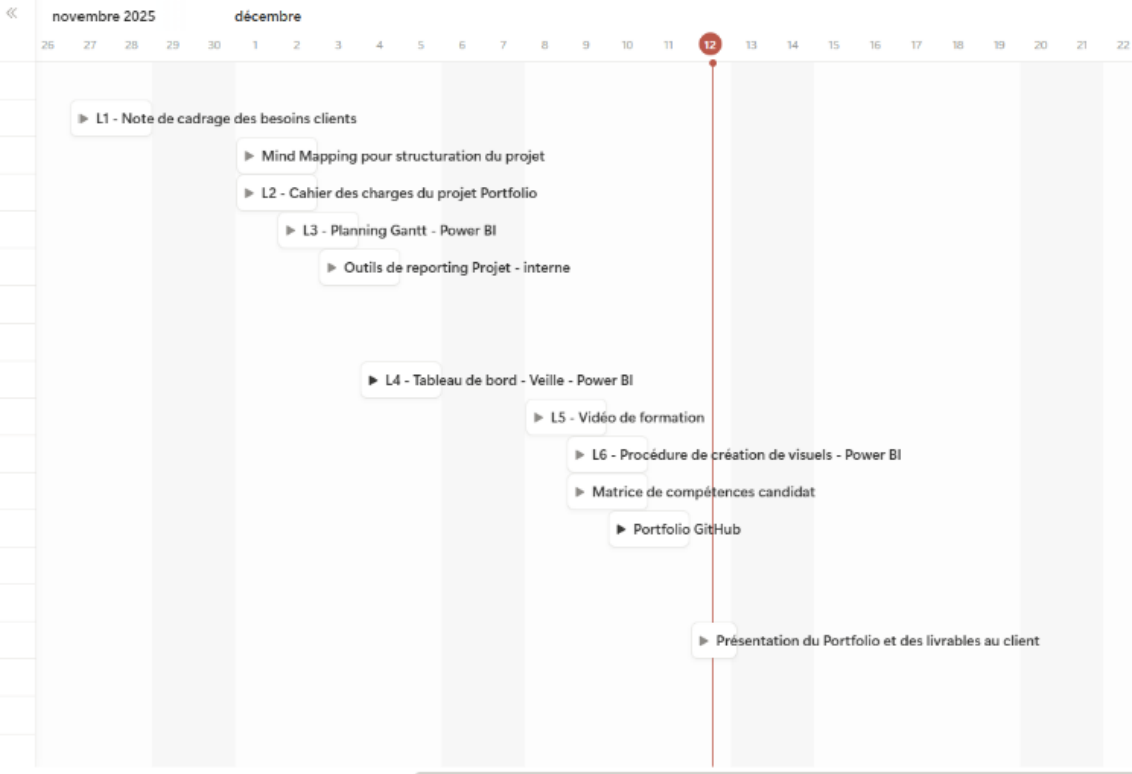 novembre 2025 décembre
26 27 28 29 30 1 2 3 4 5 6 7 8 9 10 11 12 13 14 15 16 17 18 19 20 21 22
L1 - Note de cadrage des besoins clients
Mind Mapping pour structuration du projet
L2 - Cahier des charges du projet Portfolio
L3 - Planning Gantt - Power BI
Outils de reporting Projet - interne
L4 - Tableau de bord - Veille - Power BI
L5 - Vidéo de formation
L6 - Procédure de création de visuels - Power BI
Matrice de compétences candidat
Portfolio GitHub
Présentation du Portfolio et des livrables au client